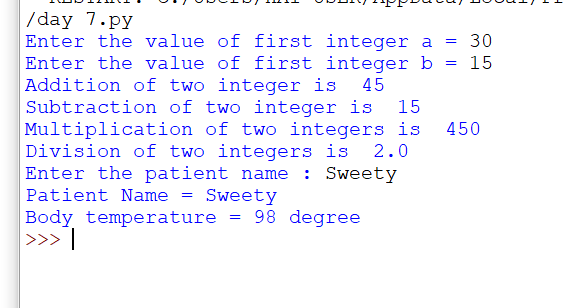 /day 7.py
Enter the value of first integer a = 30
Enter the value of first integer b = 15
Addition of two integer is  45
Subtraction of two integer is  15
Multiplication of two integers is  450
Division of two integers is  2.0
Enter the patient name : Sweety
Patient Name = Sweety
Body temperature = 98 degree
>>>